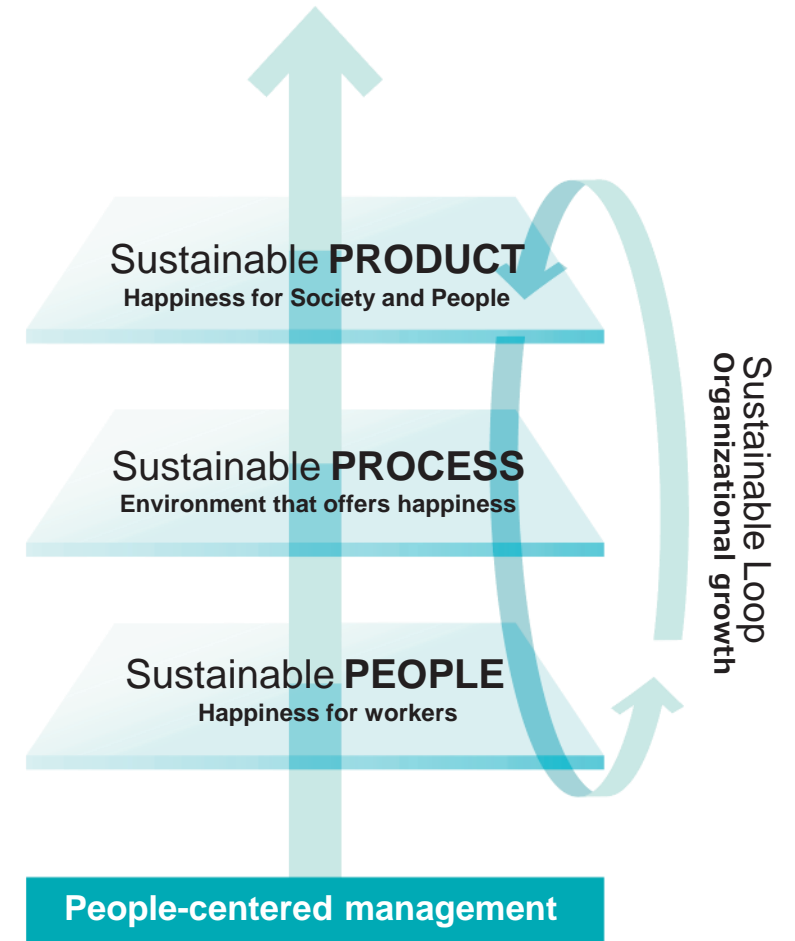 Sustainable PRODUCT
Happiness for Society and People
Sustainable PROCESS
Environment that offers happiness
Sustainable PEOPLE
Happiness for workers
Sustainable Loop
Organizational growth
People-centered management